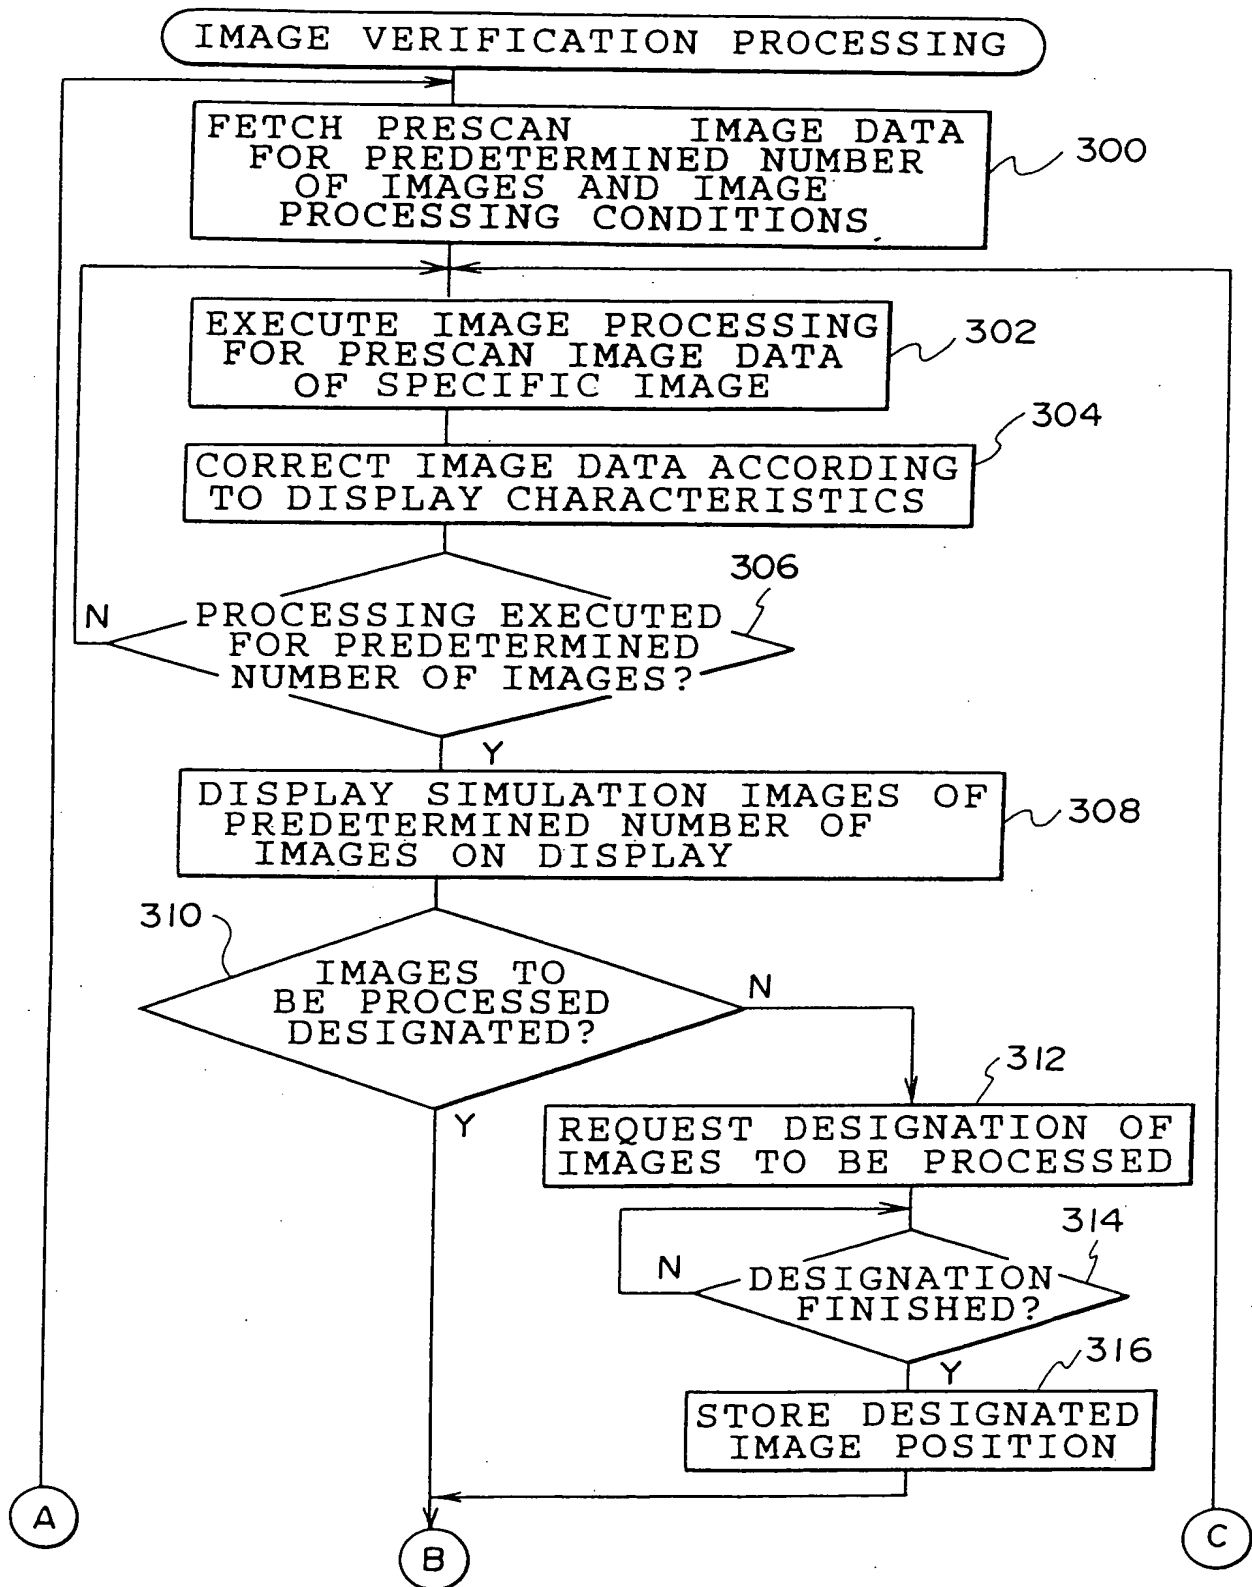 IMAGE VERIFICATION PROCESSING
FETCH PRESCAN IMAGE DATA
FOR PREDETERMINED NUMBER
OF IMAGES AND IMAGE
PROCESSING CONDITIONS
300
EXECUTE IMAGE PROCESSING
FOR PRESCAN IMAGE DATA
OF SPECIFIC IMAGE
302
304
CORRECT IMAGE DATA ACCORDING
TO DISPLAY CHARACTERISTICS
306
N
PROCESSING EXECUTED
FOR PREDETERMINED
NUMBER OF IMAGES?
Y
DISPLAY SIMULATION IMAGES OF
PREDETERMINED NUMBER OF
IMAGES ON DISPLAY
308
310
IMAGES TO
BE PROCESSED
DESIGNATED?
N
Y
312
REQUEST DESIGNATION OF
IMAGES TO BE PROCESSED
314
N
DESIGNATION
FINISHED?
Y
316
STORE DESIGNATED
IMAGE POSITION
A
B
C